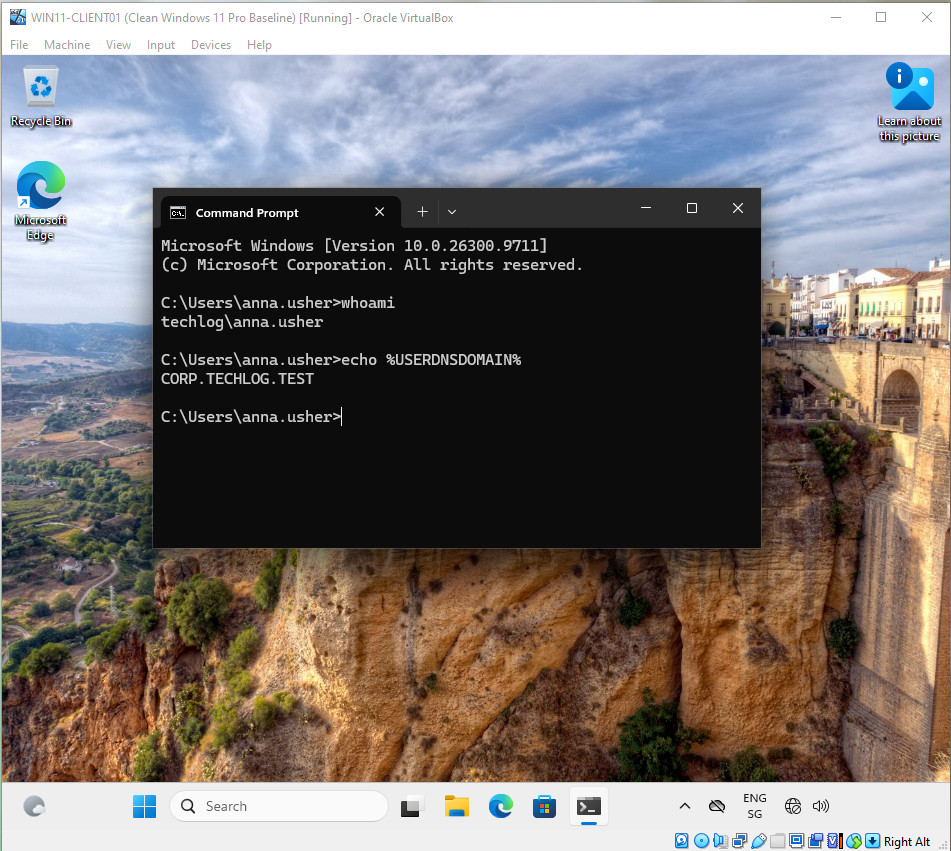 WIN11-CLIENT01 (Clean Windows 11 Pro Baseline) [Running] - Oracle VirtualBox
File Machine View Input Devices Help
Recycle Bin
Learn about
this picture
Microsoft
Edge
Command Prompt
Microsoft Windows [Version 10.0.26300.9711]
(c) Microsoft Corporation. All rights reserved.
C:\Users\anna.usher>whoami
techlog\anna.usher
C:\Users\anna.usher>echo %USERDNSDOMAIN%
CORP.TECHLOG.TEST
C:\Users\anna.usher>
Search
ENG
SG
Right Alt